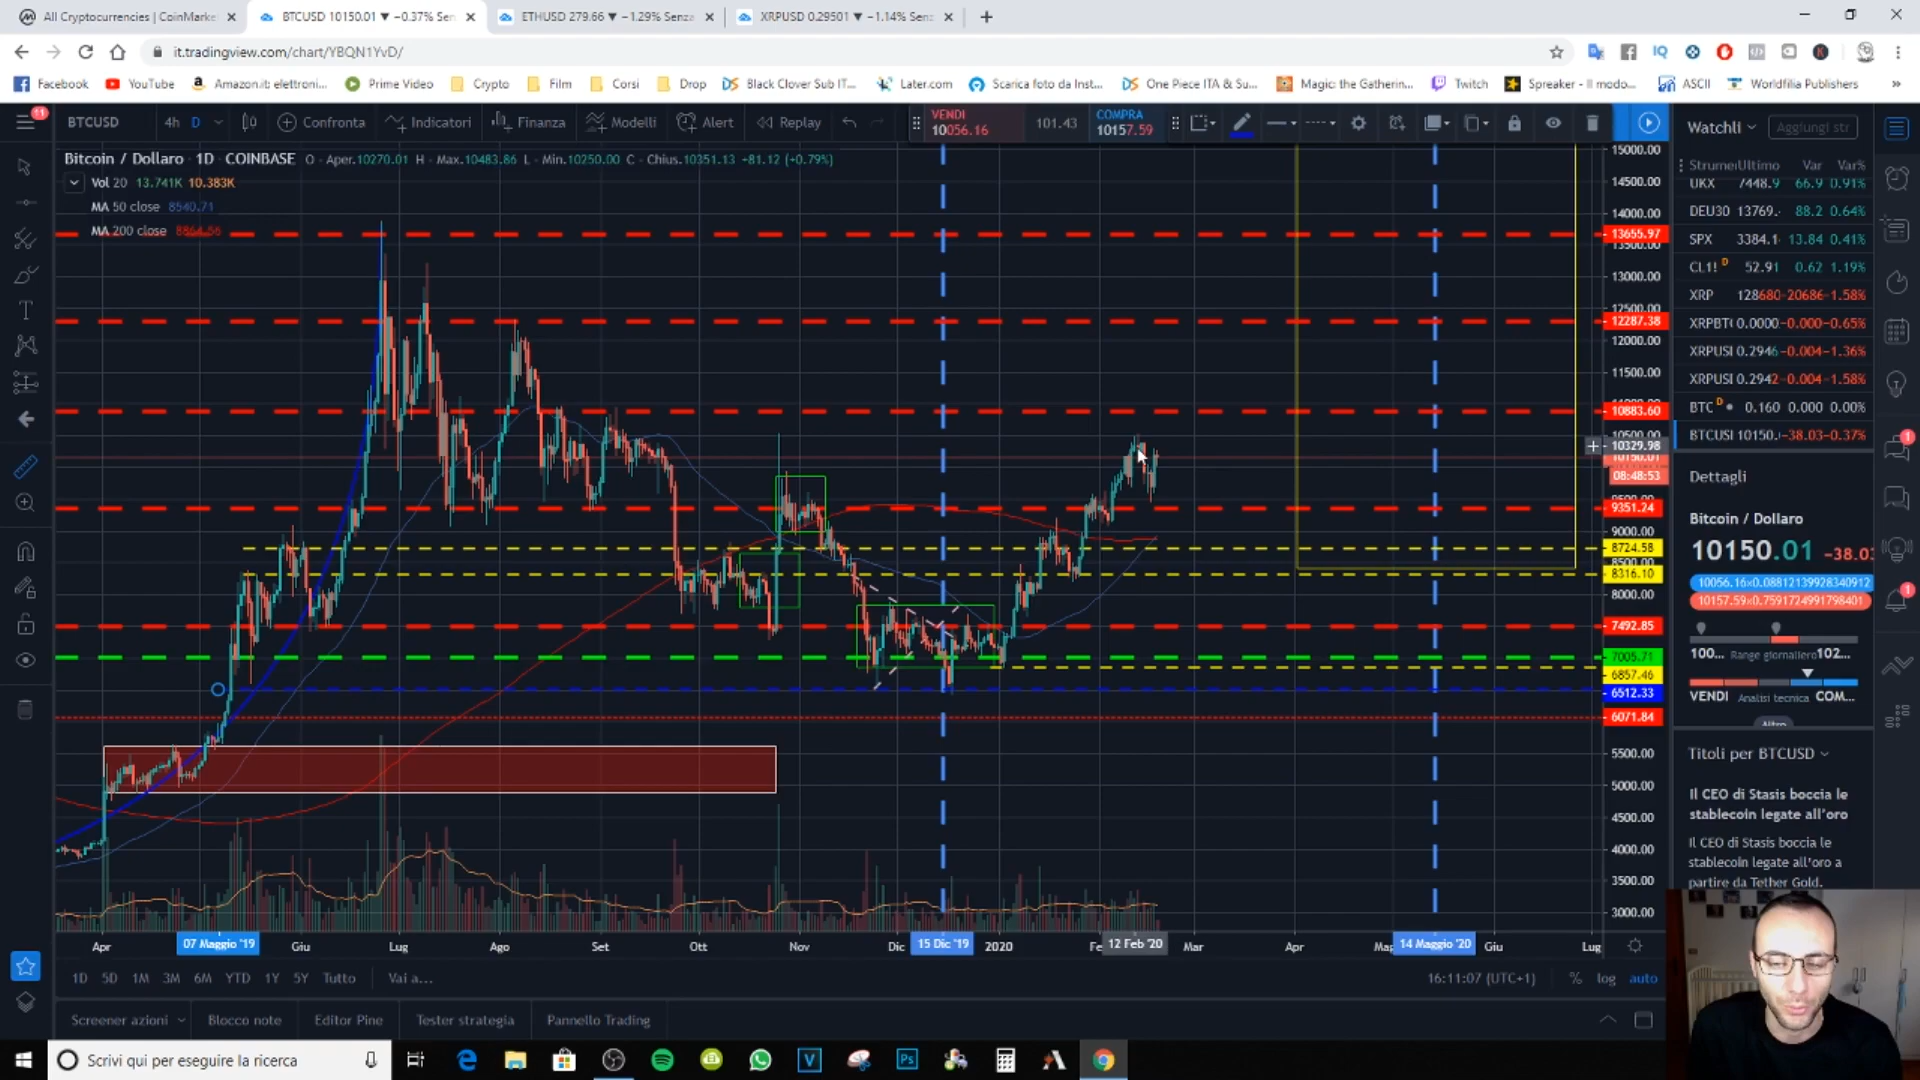 All Cryptocurrencies | CoinMarke
BTCUSD 10150.01 ▼ −0.37% Sen
ETHUSD 279.66 ▼ −1.29% Senza
XRPUSD 0.29501 ▼ −1.14% Senz
it.tradingview.com/chart/YBQN1YvD/
Facebook
YouTube
Amazon.it: elettroni...
Prime Video
Crypto
Film
Corsi
Drop
Black Clover Sub IT...
Later.com
Scarica foto da Inst...
One Piece ITA & Su...
Magic: the Gatherin...
Twitch
Spreaker - Il modo...
ASCII
Worldfilia Publishers
11
BTCUSD
4h
D
Confronta
Indicatori
Finanza
Modelli
Alert
Replay
VENDI
10056.16
101.43
COMPRA
10157.59
Watchli
Aggiungi str
Bitcoin / Dollaro · 1D · COINBASE O - Aper.10270.01 H - Max.10483.86 L - Min.10250.00 C - Chius.10351.13 +81.12 (+0.79%)
Vol 20 13.741K 10.383K
MA 50 close 8540.71
MA 200 close 8864.56
15000.00
14500.00
14000.00
13655.97
13500.00
13000.00
12500.00
12287.38
12000.00
11500.00
10883.60
10500.00
10329.98
10150.01
08:48:53
9500.00
9351.24
9000.00
8724.58
8500.00
8316.10
8000.00
7492.85
7005.71
6857.46
6512.33
6071.84
5500.00
5000.00
4500.00
4000.00
3500.00
3000.00
Strume Ultimo Var Var%
UKX 7448.9 66.9 0.91%
DEU30 13769. 88.2 0.64%
SPX 3384.1 13.84 0.41%
CL1! D 52.91 0.62 1.19%
XRP 128680 -20686 -1.58%
XRPBT 0.0000 -0.000 -0.65%
XRPUSI 0.2946 -0.004 -1.36%
XRPUSI 0.2942 -0.004 -1.58%
BTC D 0.160 0.000 0.00%
BTCUSI 10150. -38.03 -0.37%
Dettagli
Bitcoin / Dollaro
10150.01 -38.03
10056.16×0.08812139928340912
10157.59×0.7591724991798401
100... Range giornaliero 102...
VENDI Analisi tecnica COM...
Altro
Titoli per BTCUSD
Il CEO di Stasis boccia le
stablecoin legate all'oro
Il CEO di Stasis boccia le
stablecoin legate all'oro a
partire da Tether Gold.
Apr
07 Maggio '19
Giu
Lug
Ago
Set
Ott
Nov
Dic
15 Dic '19
2020
Fe
12 Feb '20
Mar
Apr
Mag
14 Maggio '20
Giu
Lug
1D
5D
1M
3M
6M
YTD
1Y
5Y
Tutto
Vai a...
16:11:07 (UTC+1)
%
log
auto
Screener azioni
Blocco note
Editor Pine
Tester strategia
Pannello Trading
Scrivi qui per eseguire la ricerca